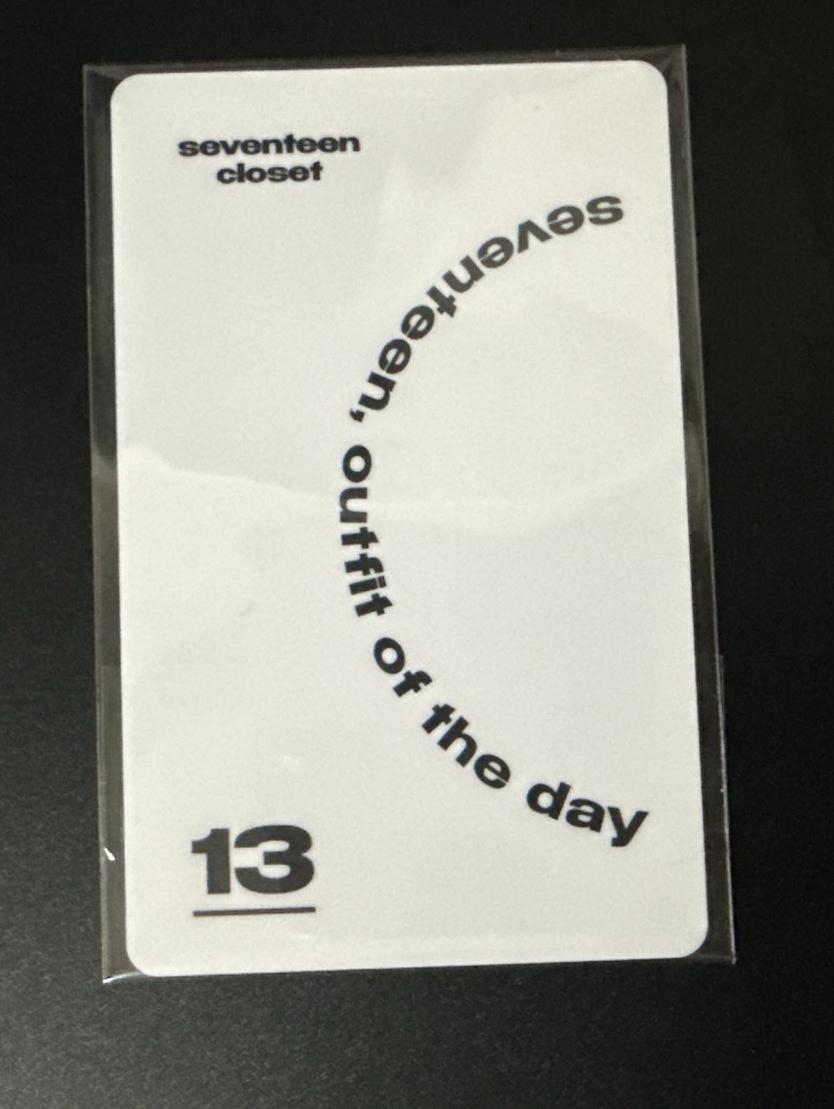 seventeen
closet
seventeen, outfit of the day
13